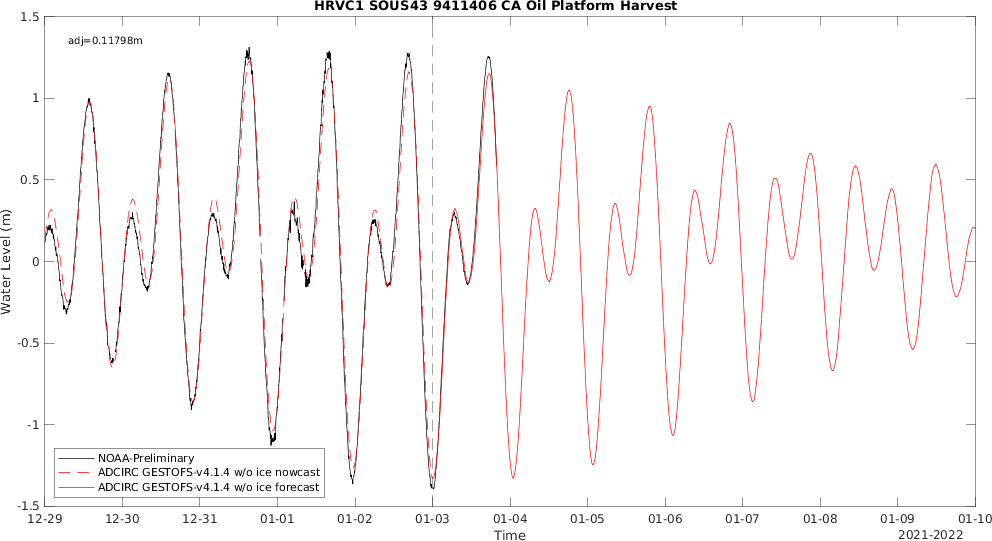 HRVC1 SOUS43 9411406 CA Oil Platform Harvest
1.5
adj=0.11798m
1
0.5
0
-0.5
-1
-1.5
Water Level (m)
NOAA-Preliminary
ADCIRC GESTOFS-v4.1.4 w/o ice nowcast
ADCIRC GESTOFS-v4.1.4 w/o ice forecast
12-29 12-30 12-31 01-01 01-02 01-03 01-04 01-05 01-06 01-07 01-08 01-09 01-10
Time
2021-2022